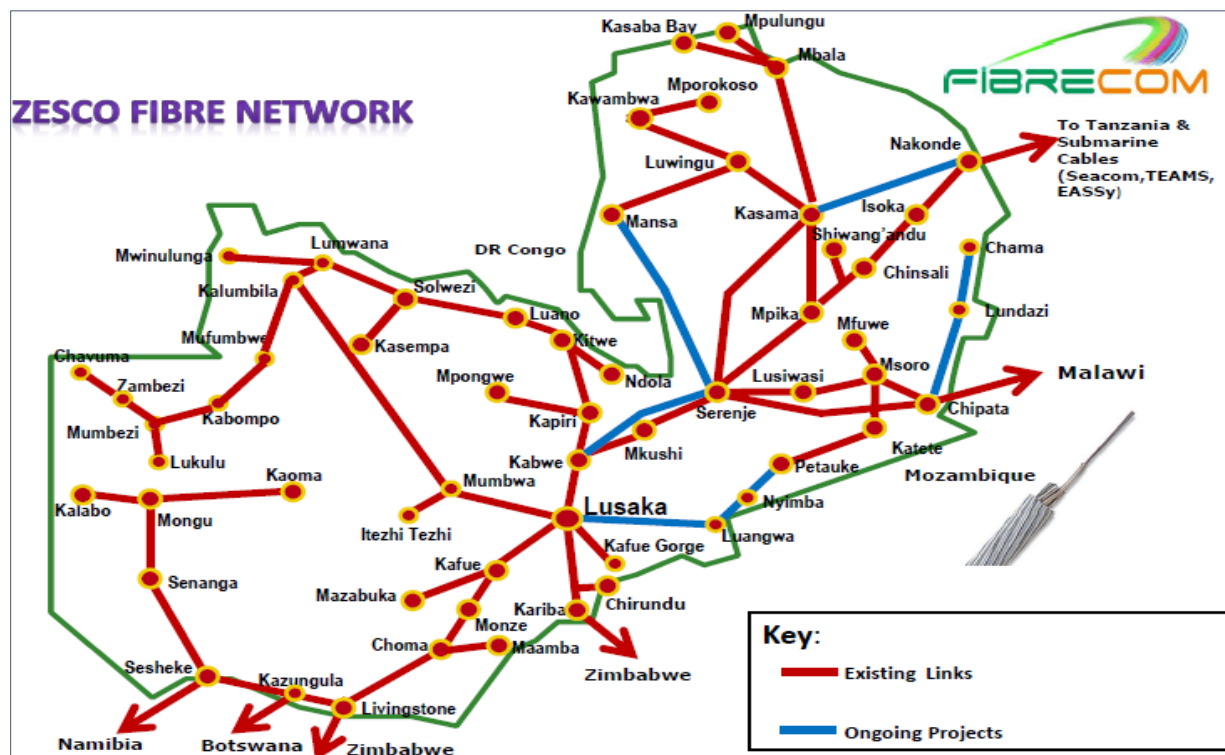 Kasaba Bay
Mpulungu
Mbala
FIBRECOM
ZESCO FIBRE NETWORK
Mporokoso
Kawambwa
To Tanzania &
Submarine
Cables
(Seacom,TEAMS,
EASSy)
Nakonde
Luwingu
Mansa
Kasama
Isoka
Shiwang'andu
Chama
DR Congo
Lumwana
Mwinulunga
Kalumbila
Solwezi
Chinsali
Luano
Mpika
Lundazi
Mufumbwe
Kitwe
Mfuwe
Chavuma
Kasempa
Zambezi
Mpongwe
Ndola
Lusiwasi
Msoro
Malawi
Kabompo
Kapiri
Serenje
Chipata
Mumbezi
Mkushi
Katete
Lukulu
Kabwe
Petauke
Mozambique
Kaoma
Mumbwa
Kalabo
Mongu
Lusaka
Nyimba
Itezhi Tezhi
Luangwa
Kafue Gorge
Kafue
Senanga
Mazabuka
Kariba
Chirundu
Monze
Choma
Maamba
Sesheke
Kazungula
Zimbabwe
Livingstone
Namibia
Botswana
Zimbabwe
Key:
Existing Links
Ongoing Projects